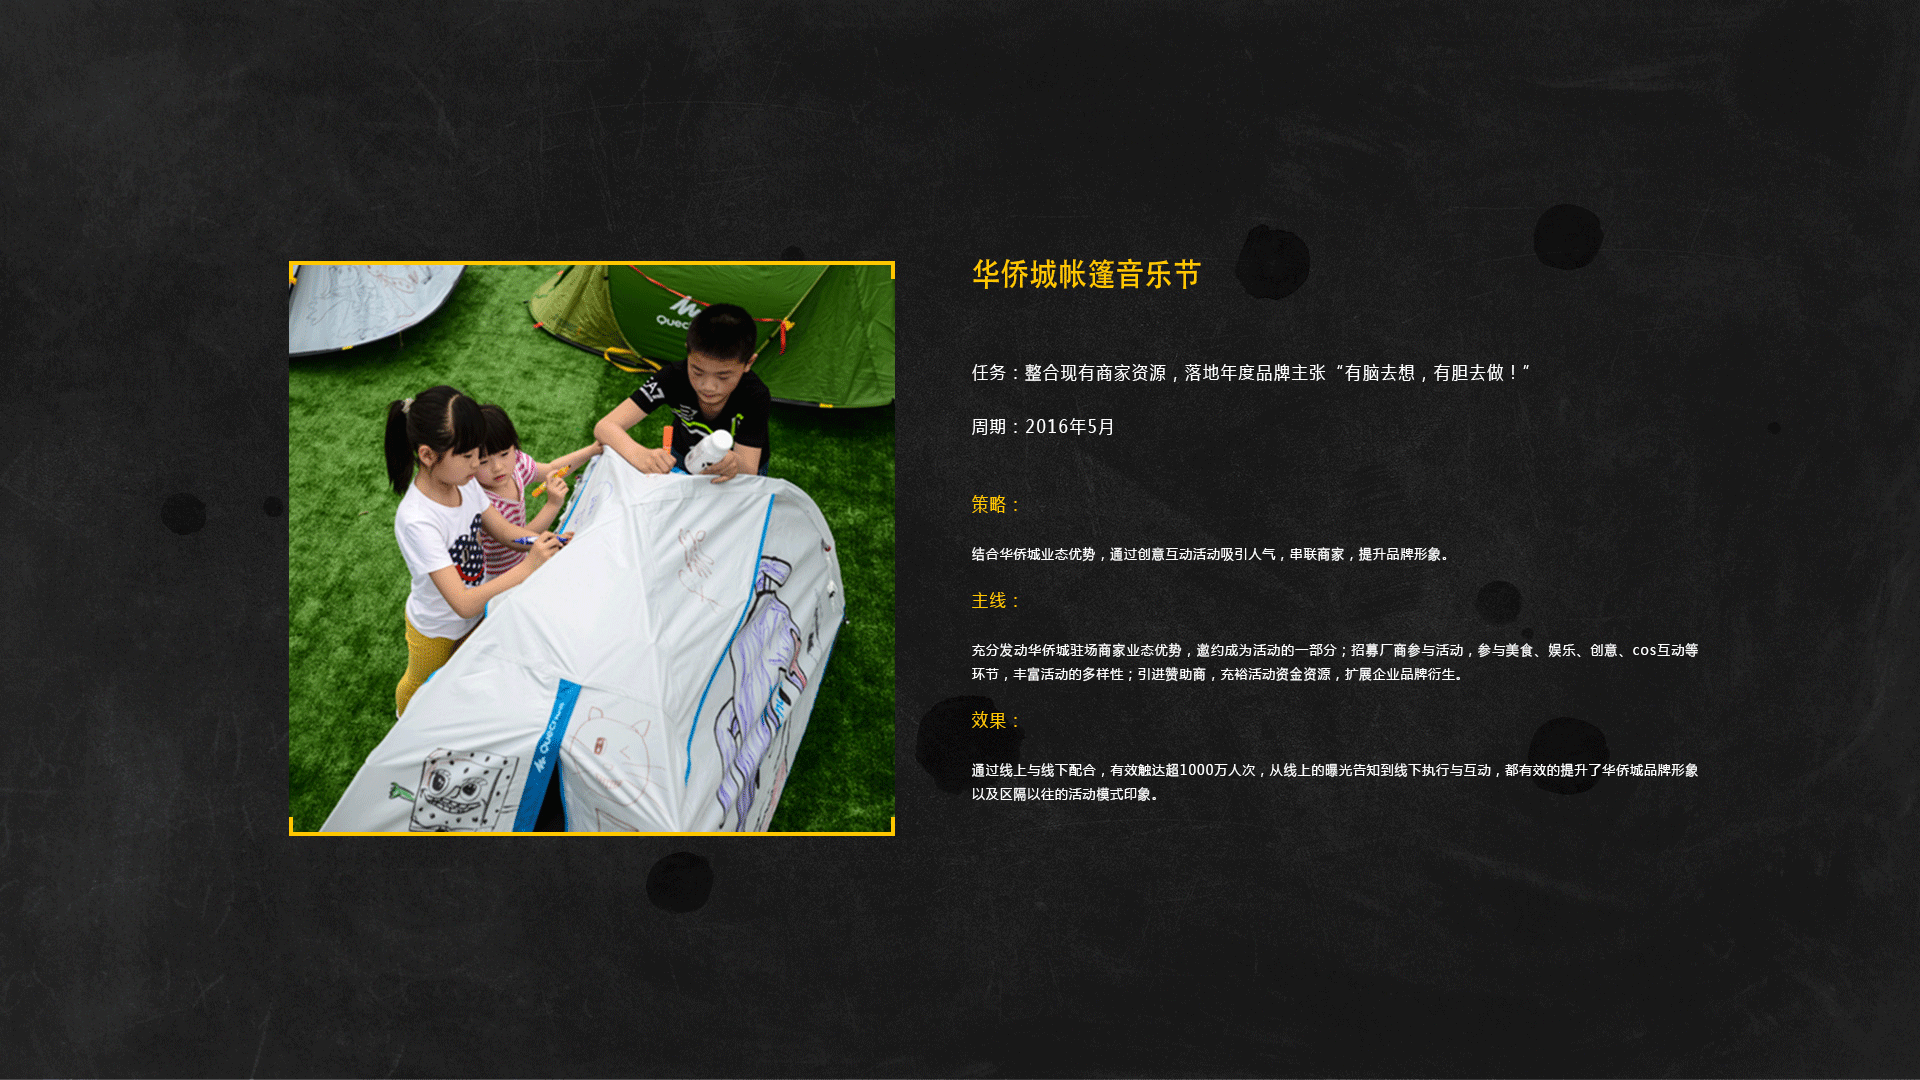 华侨城帐篷音乐节
任务：整合现有商家资源，落地年度品牌主张“有脑去想，有胆去做！”
周期：2016年5月
策略：
结合华侨城业态优势，通过创意互动活动吸引人气，串联商家，提升品牌形象。
主线：
充分发动华侨城驻场商家业态优势，邀约成为活动的一部分；招募厂商参与活动，参与美食、娱乐、创意、cos互动等
环节，丰富活动的多样性；引进赞助商，充裕活动资金资源，扩展企业品牌衍生。
效果：
通过线上与线下配合，有效触达超1000万人次，从线上的曝光告知到线下执行与互动，都有效的提升了华侨城品牌形象
以及区隔以往的活动模式印象。
Quechua